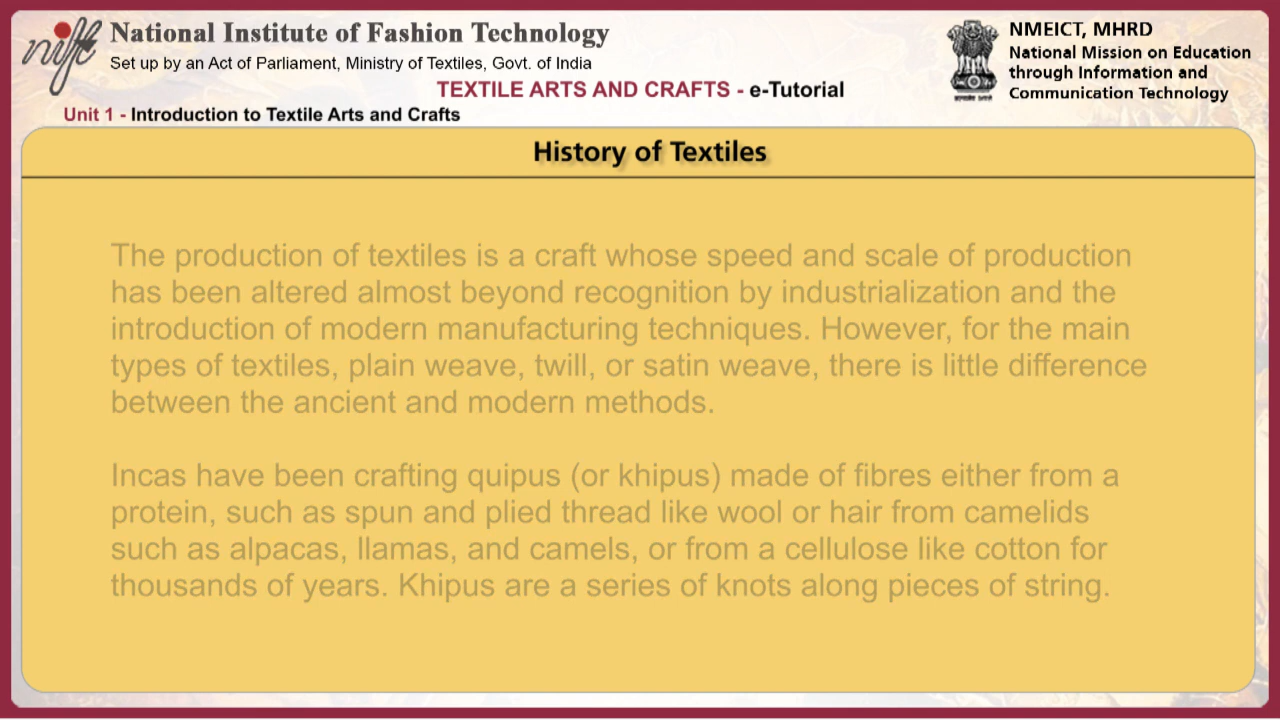 nift
National Institute of Fashion Technology
Set up by an Act of Parliament, Ministry of Textiles, Govt. of India
NMEICT, MHRD
National Mission on Education
through Information and
Communication Technology
TEXTILE ARTS AND CRAFTS - e-Tutorial
Unit 1 - Introduction to Textile Arts and Crafts
History of Textiles
The production of textiles is a craft whose speed and scale of production
has been altered almost beyond recognition by industrialization and the
introduction of modern manufacturing techniques. However, for the main
types of textiles, plain weave, twill, or satin weave, there is little difference
between the ancient and modern methods.
Incas have been crafting quipus (or khipus) made of fibres either from a
protein, such as spun and plied thread like wool or hair from camelids
such as alpacas, llamas, and camels, or from a cellulose like cotton for
thousands of years. Khipus are a series of knots along pieces of string.